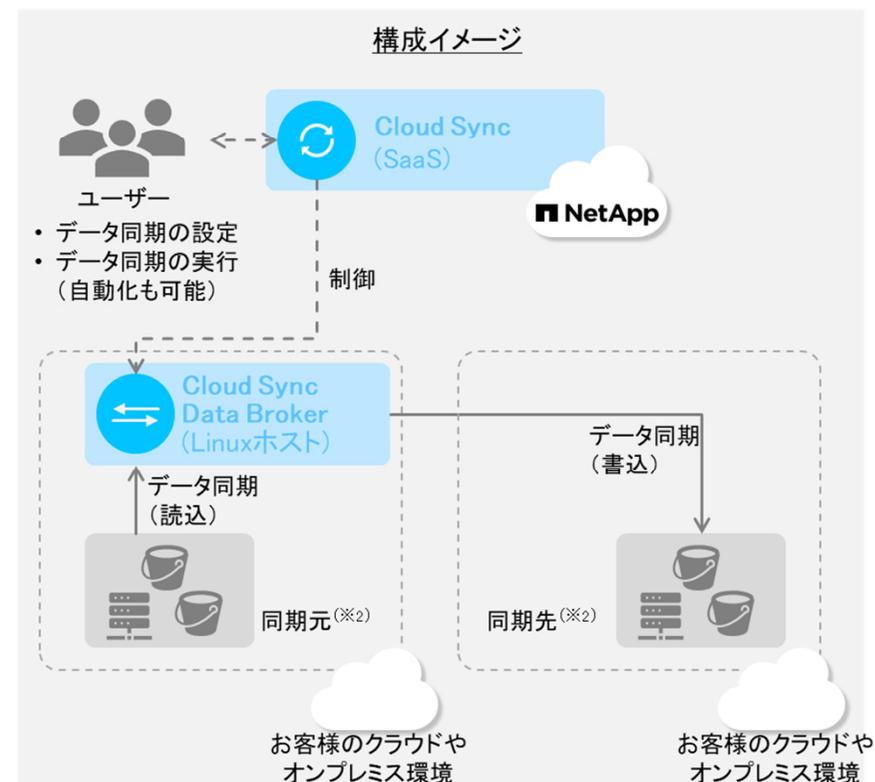 構成イメージ
Cloud Sync
（SaaS）
NetApp
ユーザー
• データ同期の設定
• データ同期の実行
（自動化も可能）
制御
Cloud Sync
Data Broker
（Linuxホスト）
データ同期
（書込）
データ同期
（読込）
同期元（※2）
同期先（※2）
お客様のクラウドや
オンプレミス環境
お客様のクラウドや
オンプレミス環境